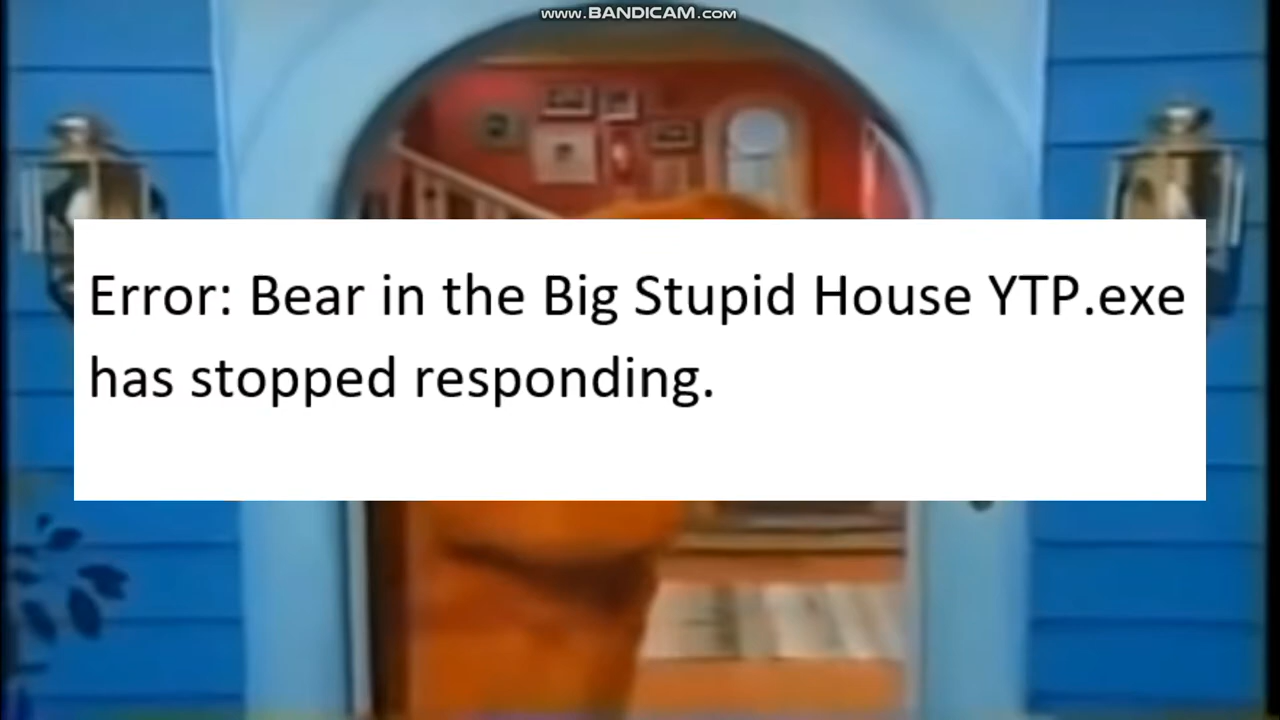 www.BANDICAM.com
Error: Bear in the Big Stupid House YTP.exe
has stopped responding.